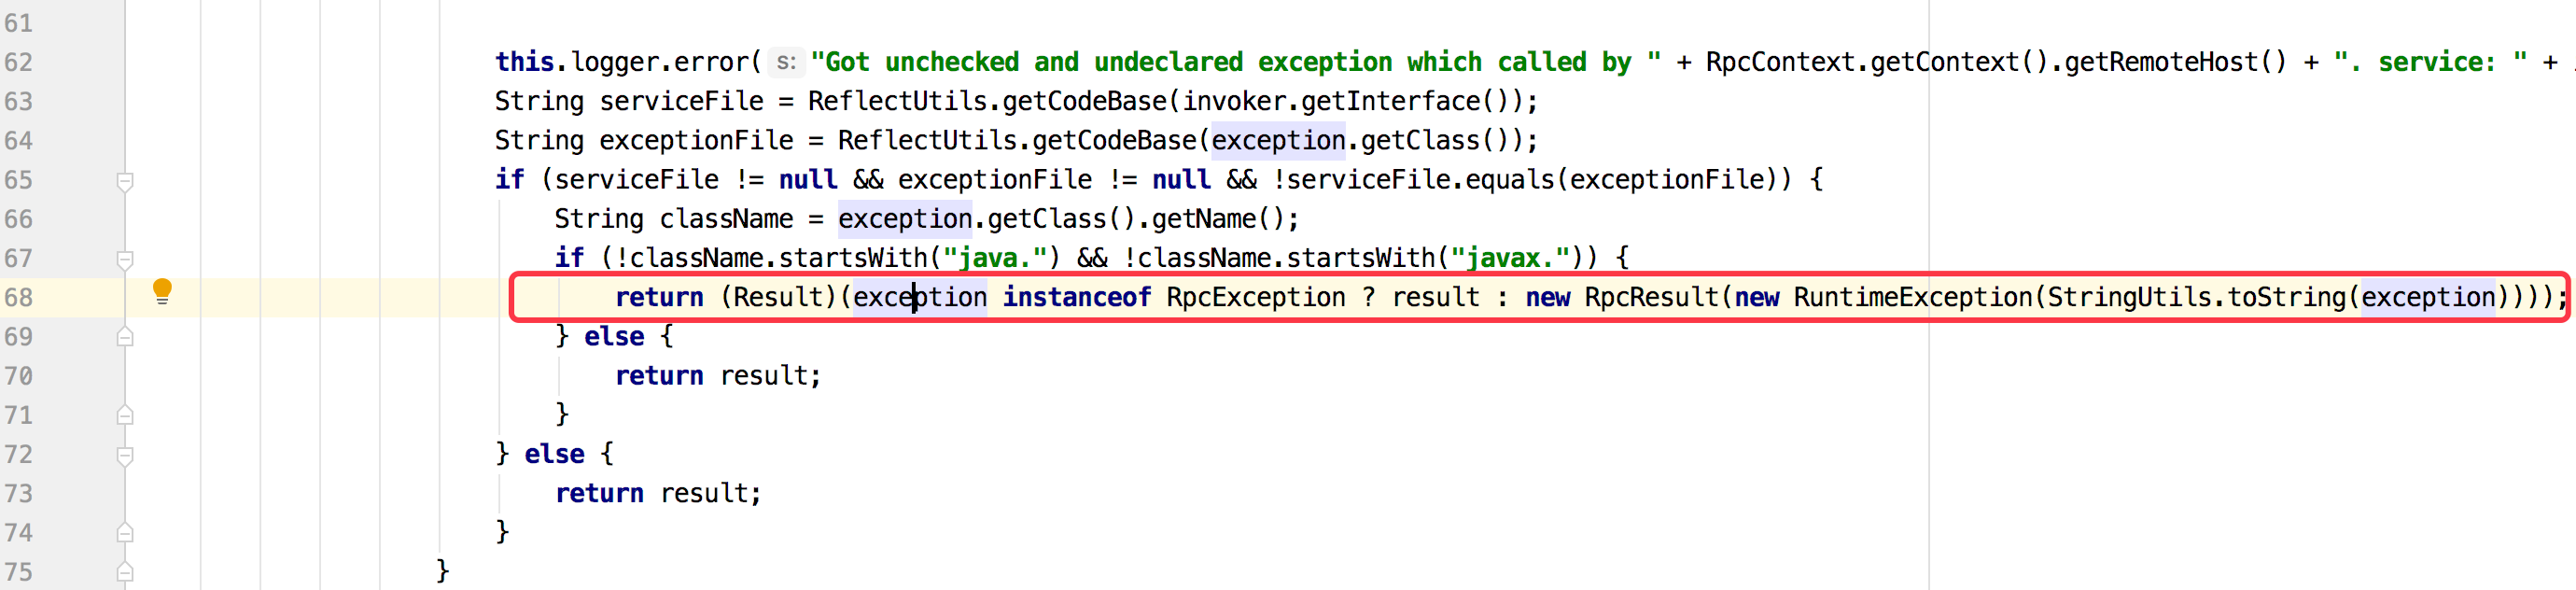 61
62 this.logger.error( s: "Got unchecked and undeclared exception which called by " + RpcContext.getContext().getRemoteHost() + ". service: " +
63 String serviceFile = ReflectUtils.getCodeBase(invoker.getInterface());
64 String exceptionFile = ReflectUtils.getCodeBase(exception.getClass());
65 if (serviceFile != null && exceptionFile != null && !serviceFile.equals(exceptionFile)) {
66 String className = exception.getClass().getName();
67 if (!className.startsWith("java.") && !className.startsWith("javax.")) {
68 return (Result)(exception instanceof RpcException ? result : new RpcResult(new RuntimeException(StringUtils.toString(exception))));
69 } else {
70 return result;
71 }
72 } else {
73 return result;
74 }
75 }